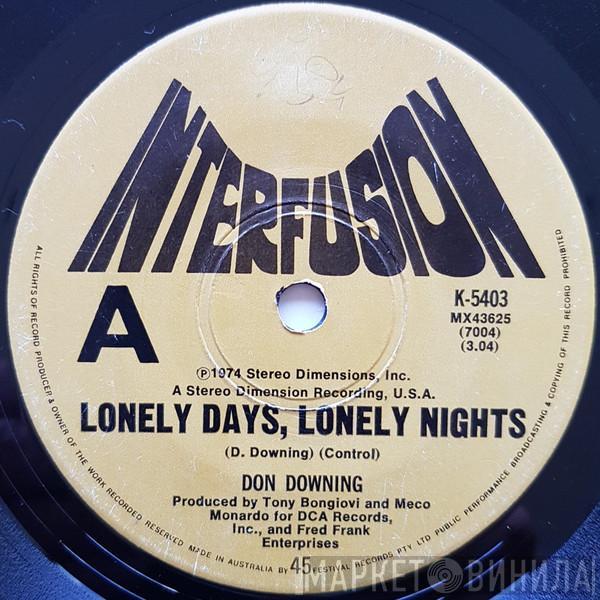 INTERFUSION
A
K-5403
MX43625
(7004)
(3.04)
℗1974 Stereo Dimensions, Inc.
A Stereo Dimension Recording, U.S.A.
LONELY DAYS, LONELY NIGHTS
(D. Downing) (Control)
DON DOWNING
Produced by Tony Bongiovi and Meco
Monardo for DCA Records,
Inc., and Fred Frank
Enterprises
45
ALL RIGHTS OF RECORD PRODUCER & OWNER OF THE WORK RECORDED RESERVED MADE IN AUSTRALIA BY FESTIVAL RECORDS PTY LTD PUBLIC PERFORMANCE BROADCASTING & COPYING OF THIS RECORD PROHIBITED
МАРКЕТ ВИНИЛА